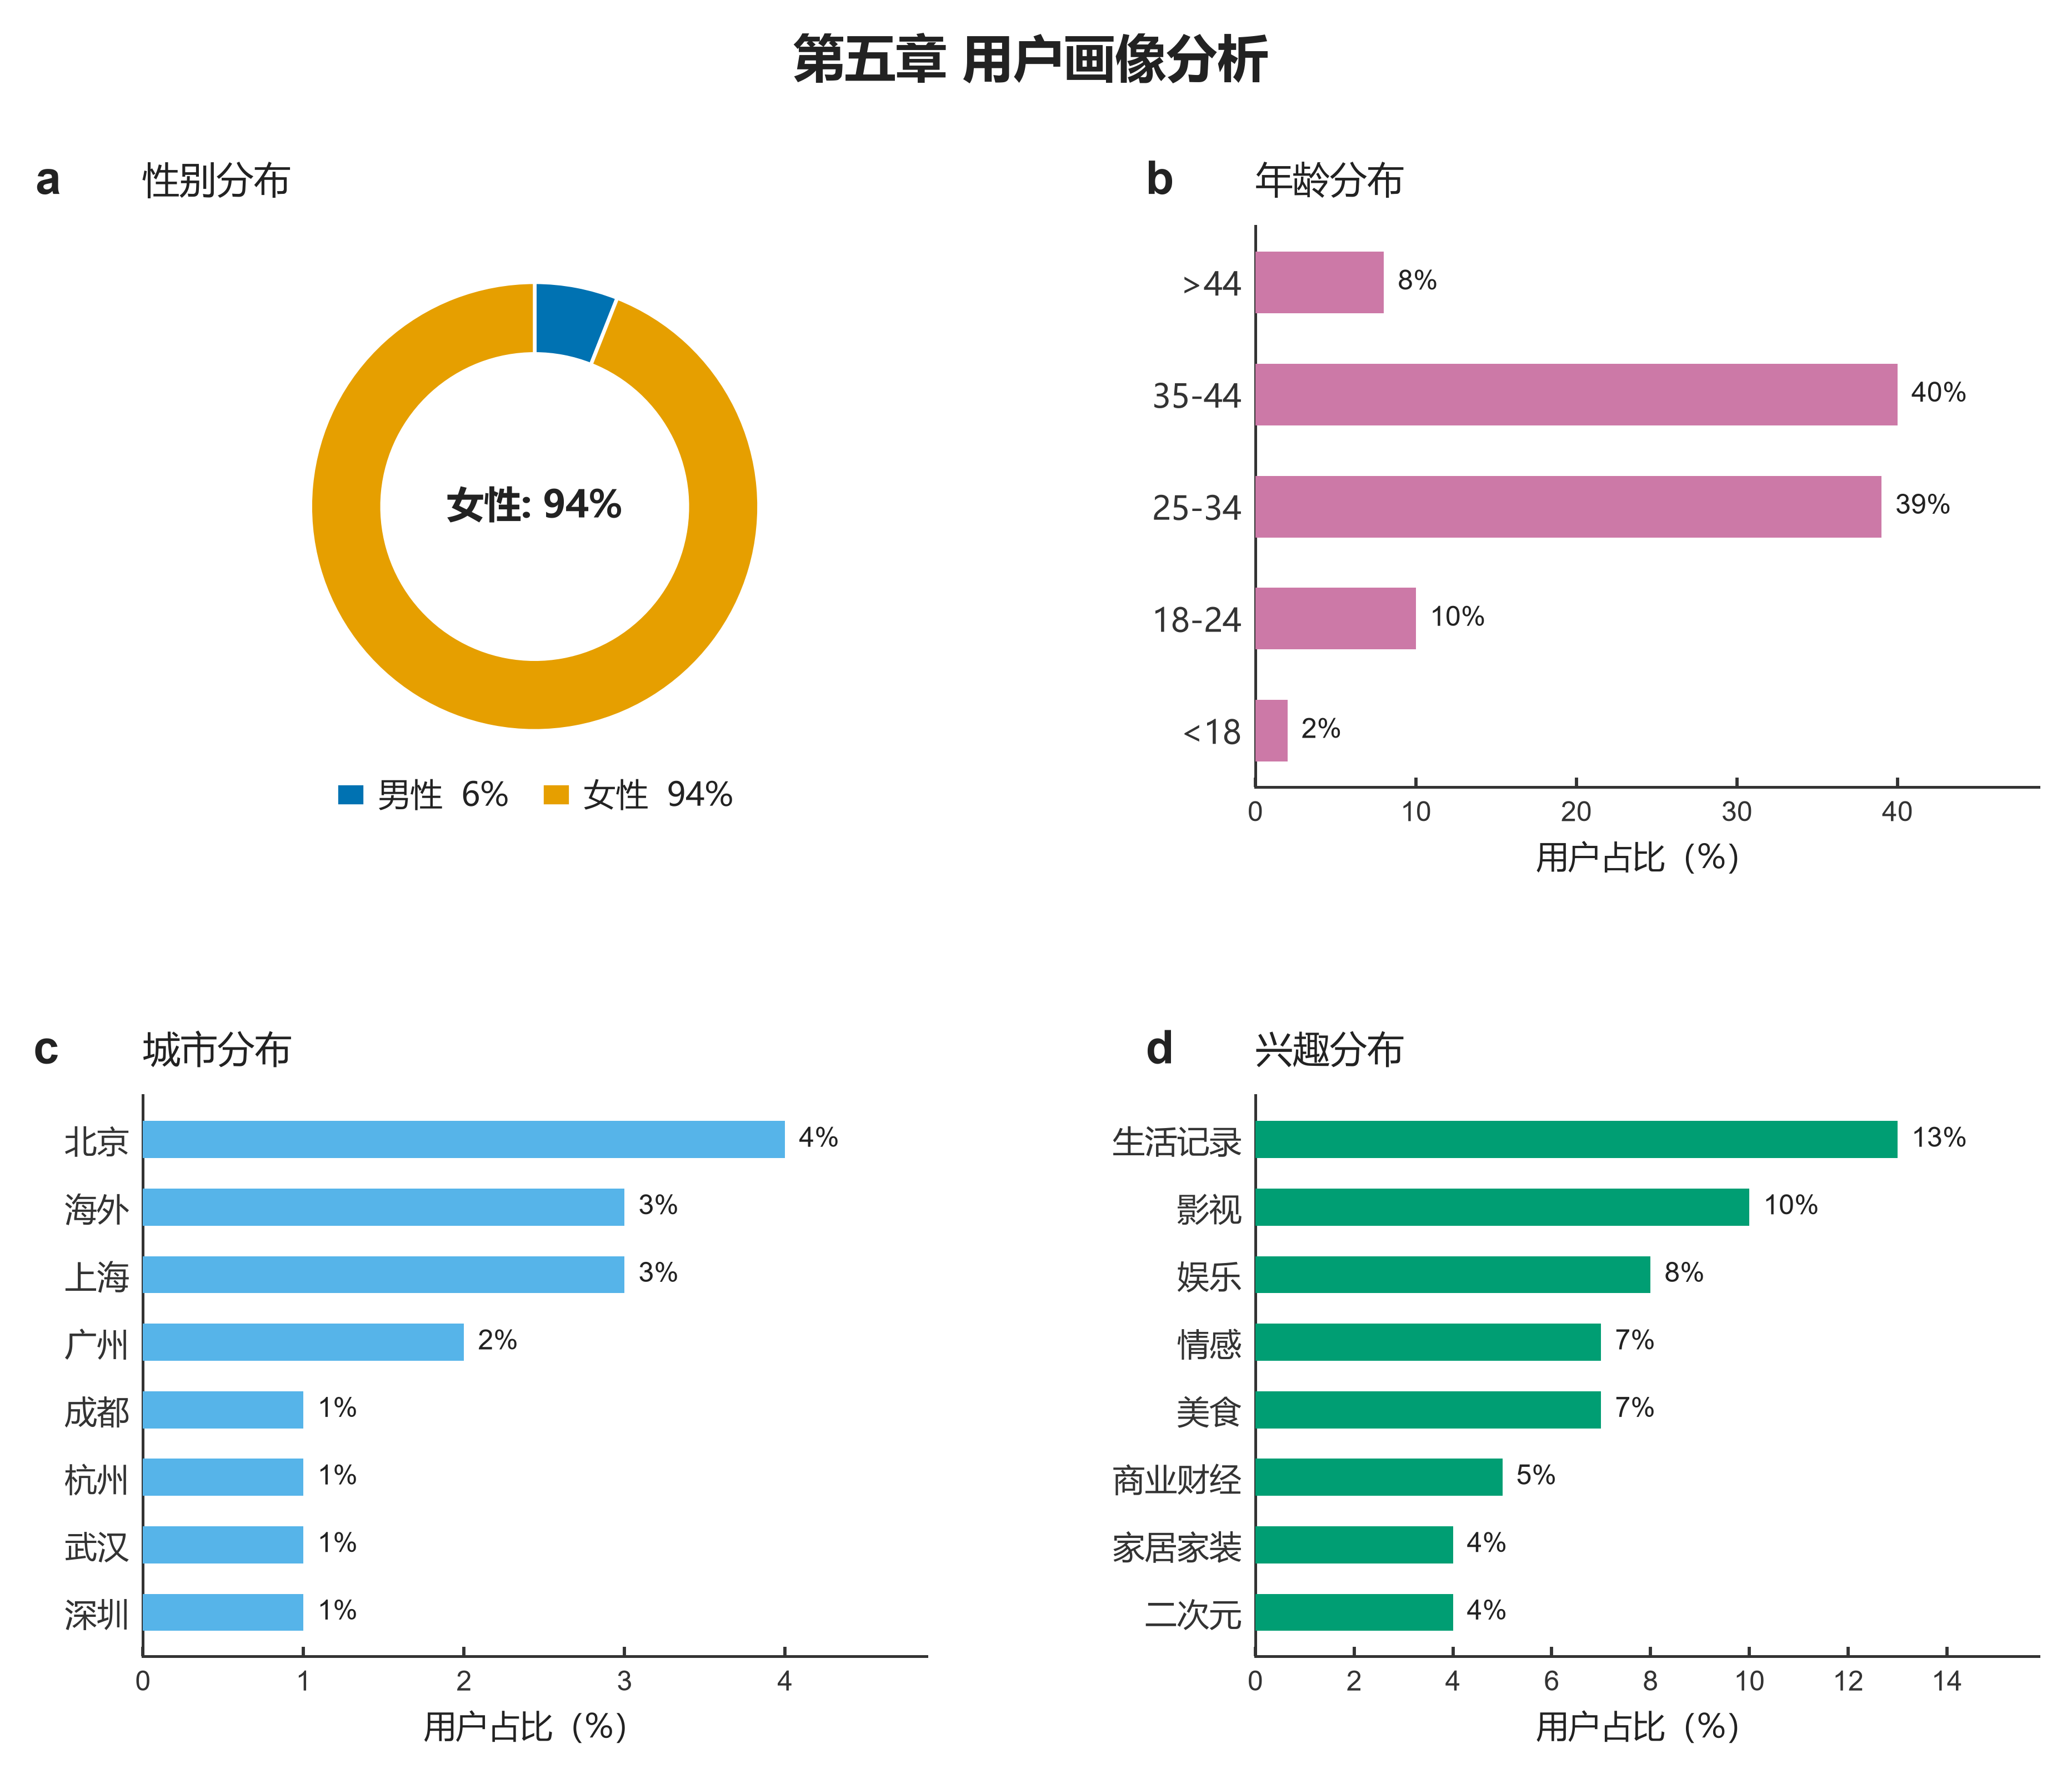 第五章 用户画像分析
a 性别分布
女性: 94%
男性 6% 女性 94%
b 年龄分布
>44 8%
35-44 40%
25-34 39%
18-24 10%
<18 2%
0 10 20 30 40
用户占比（%）
c 城市分布
北京 4%
海外 3%
上海 3%
广州 2%
成都 1%
杭州 1%
武汉 1%
深圳 1%
0 1 2 3 4
用户占比（%）
d 兴趣分布
生活记录 13%
影视 10%
娱乐 8%
情感 7%
美食 7%
商业财经 5%
家居家装 4%
二次元 4%
0 2 4 6 8 10 12 14
用户占比（%）